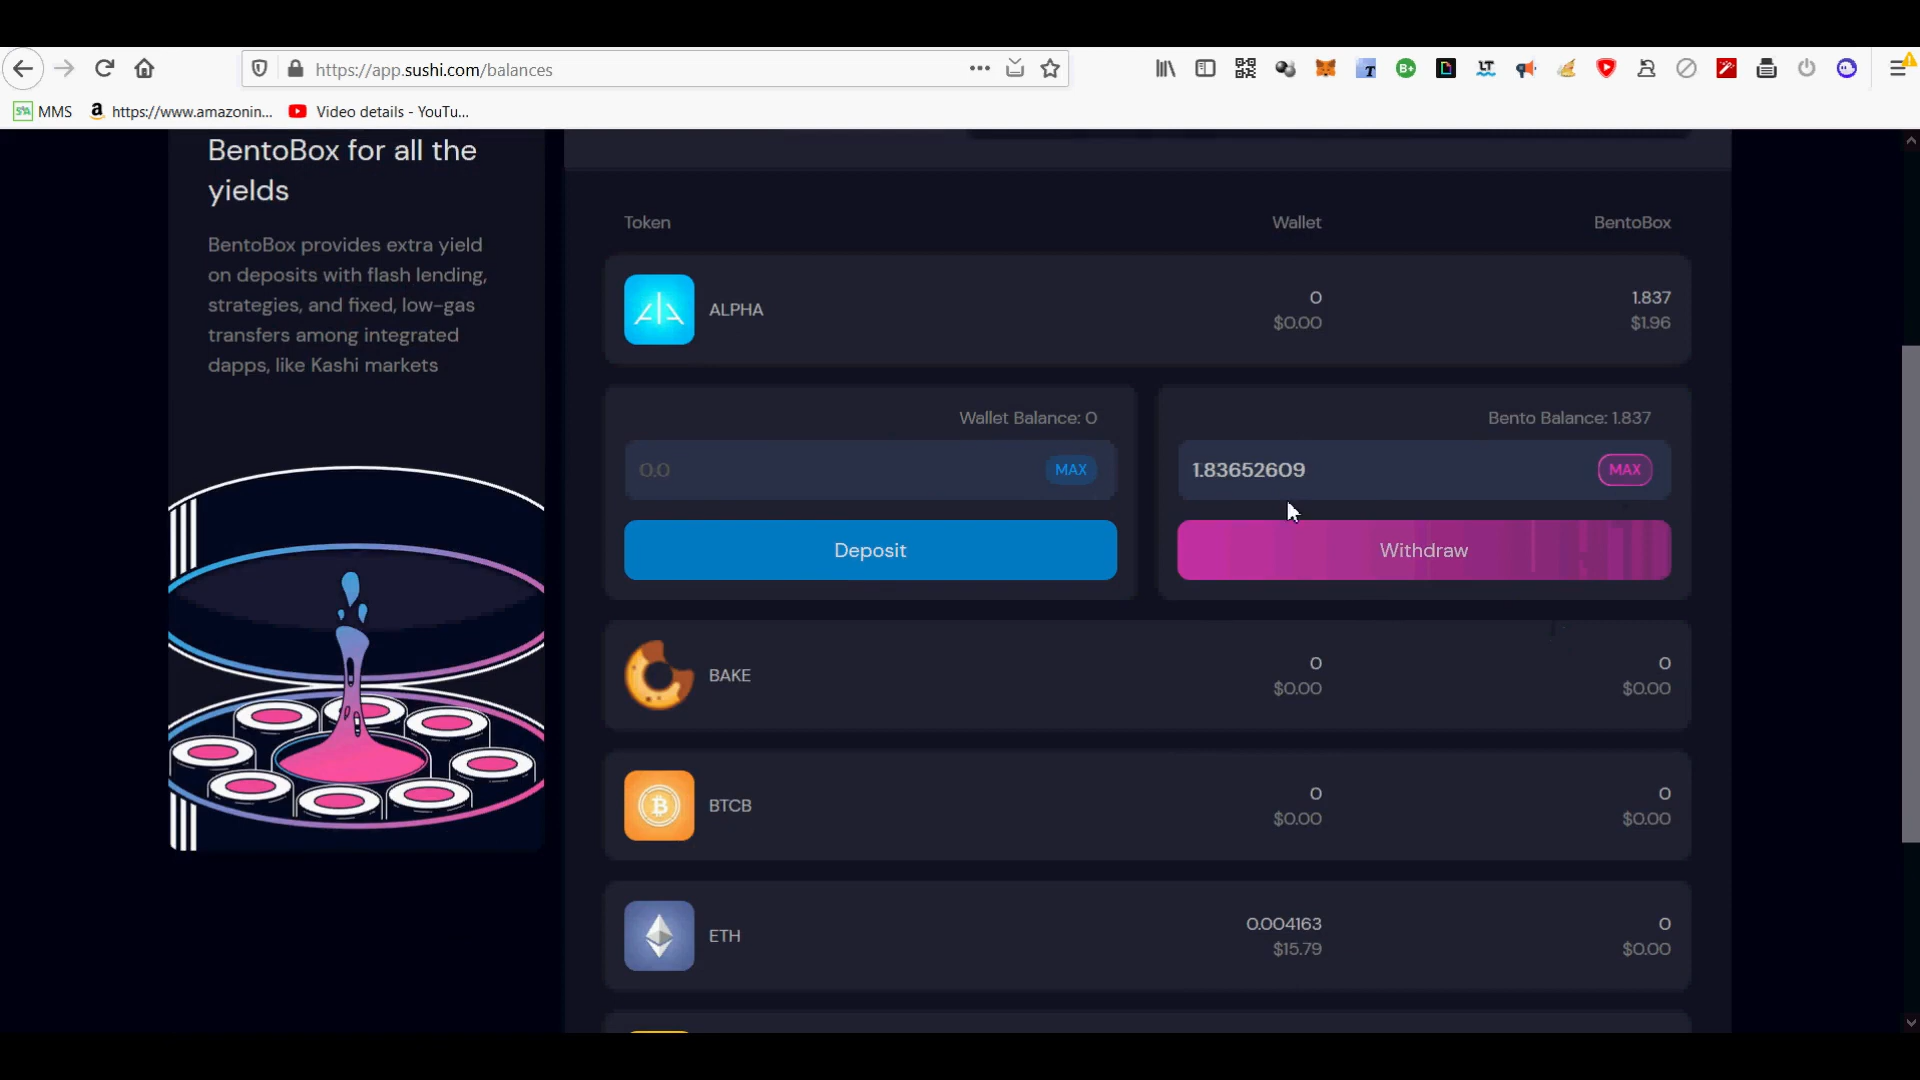 https://app.sushi.com/balances
MMS
https://www.amazonin...
Video details - YouTu...
BentoBox for all the
yields
BentoBox provides extra yield
on deposits with flash lending,
strategies, and fixed, low-gas
transfers among integrated
dapps, like Kashi markets
Token
Wallet
BentoBox
ALPHA
0
$0.00
1.837
$1.96
Wallet Balance: 0
0.0
MAX
Deposit
Bento Balance: 1.837
1.83652609
MAX
Withdraw
BAKE
0
$0.00
0
$0.00
BTCB
0
$0.00
0
$0.00
ETH
0.004163
$15.79
0
$0.00